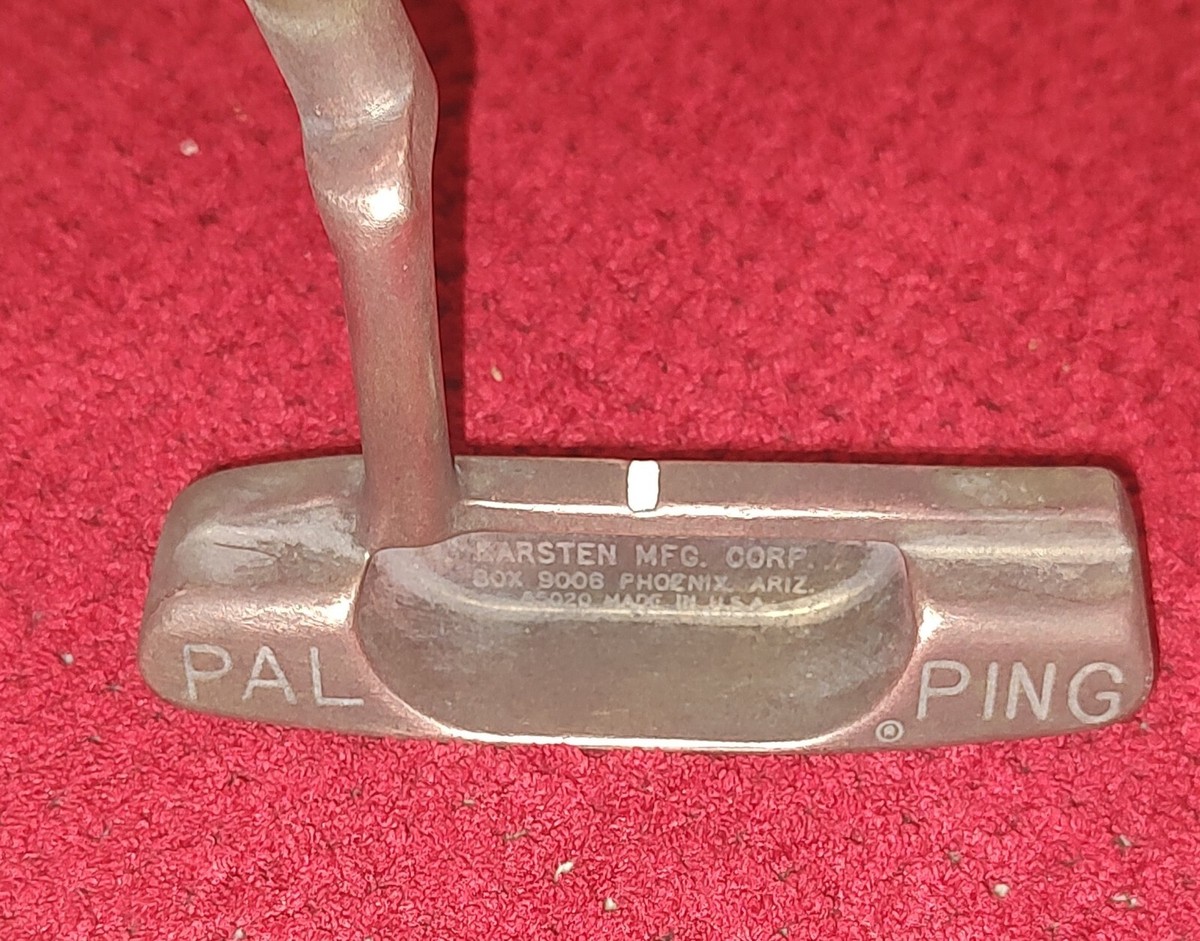 KARSTEN MFG. CORP.
BOX 9006 PHOENIX, ARIZ.
85020 MADE IN U.S.A.
PAL
® PING